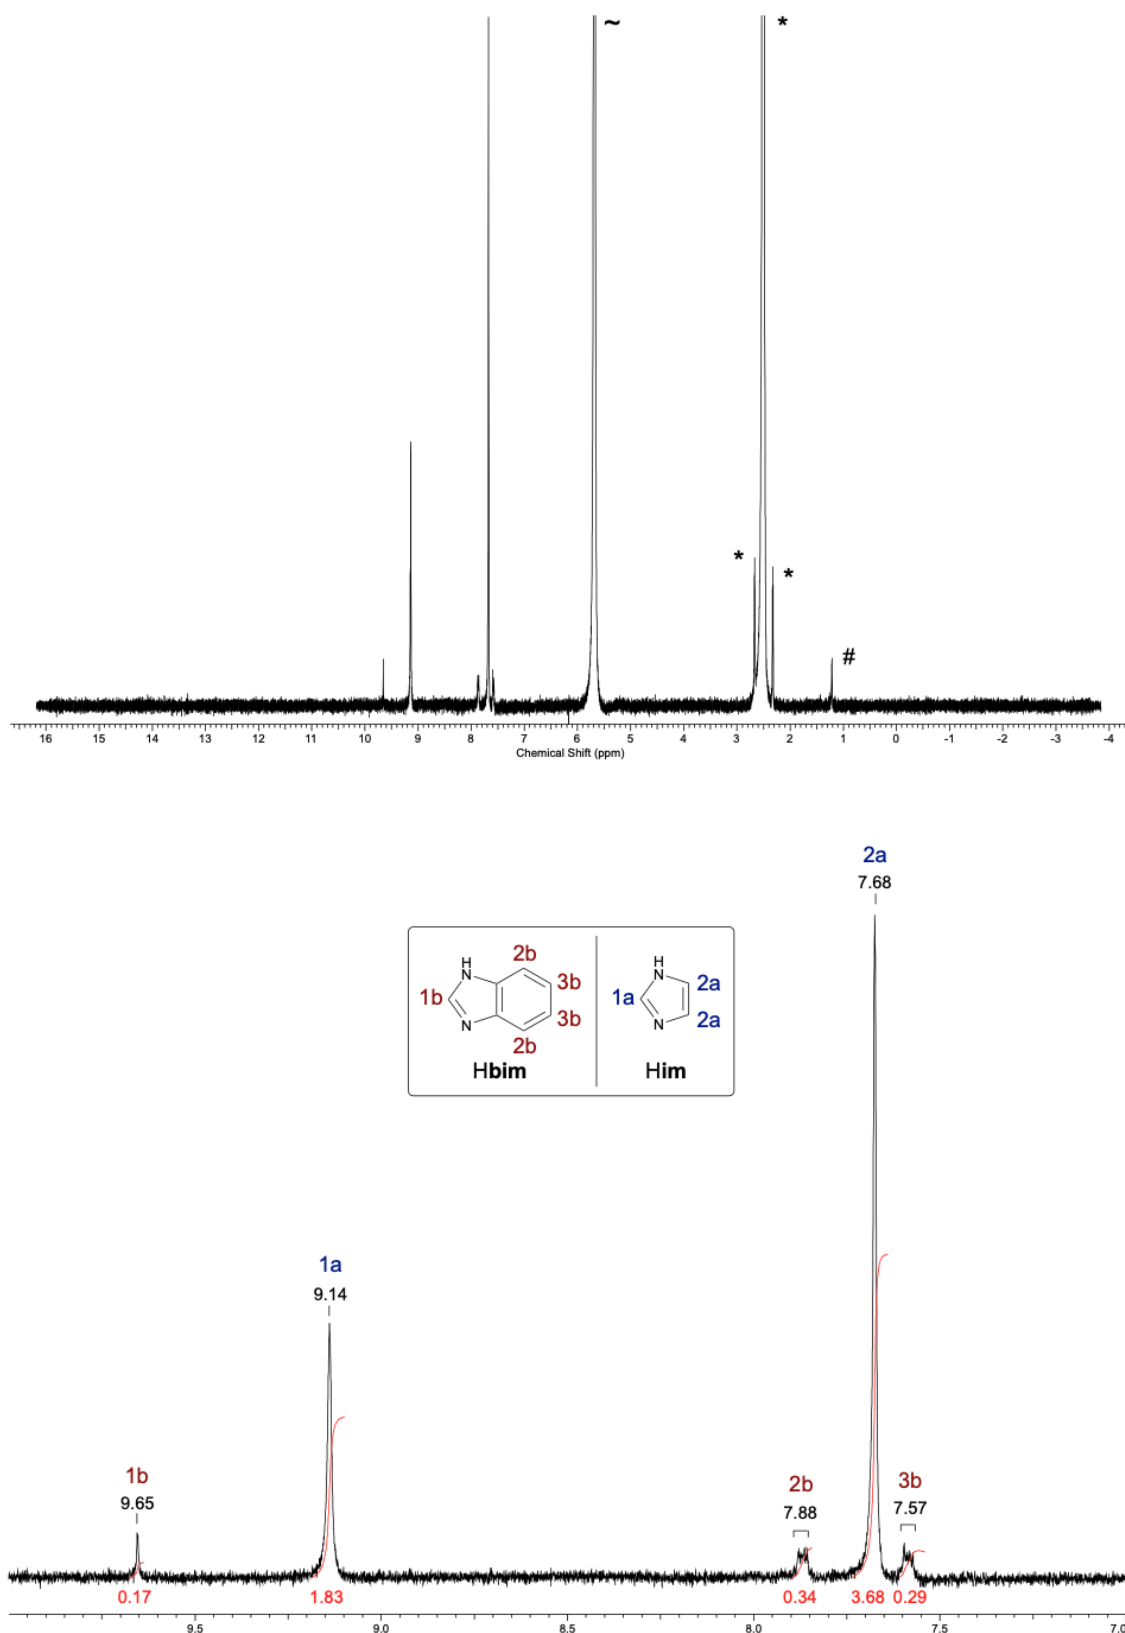 ~ *
* *
#
16 15 14 13 12 11 10 9 8 7 6 5 4 3 2 1 0 -1 -2 -3 -4
Chemical Shift (ppm)
2a
7.68
H
N
2b
1b
3b
3b
N
2b
Hbim
H
N
1a
2a
N
2a
Him
1a
9.14
1b
9.65
2b
7.88
3b
7.57
0.17 1.83 0.34 3.68 0.29
9.5 9.0 8.5 8.0 7.5 7.0